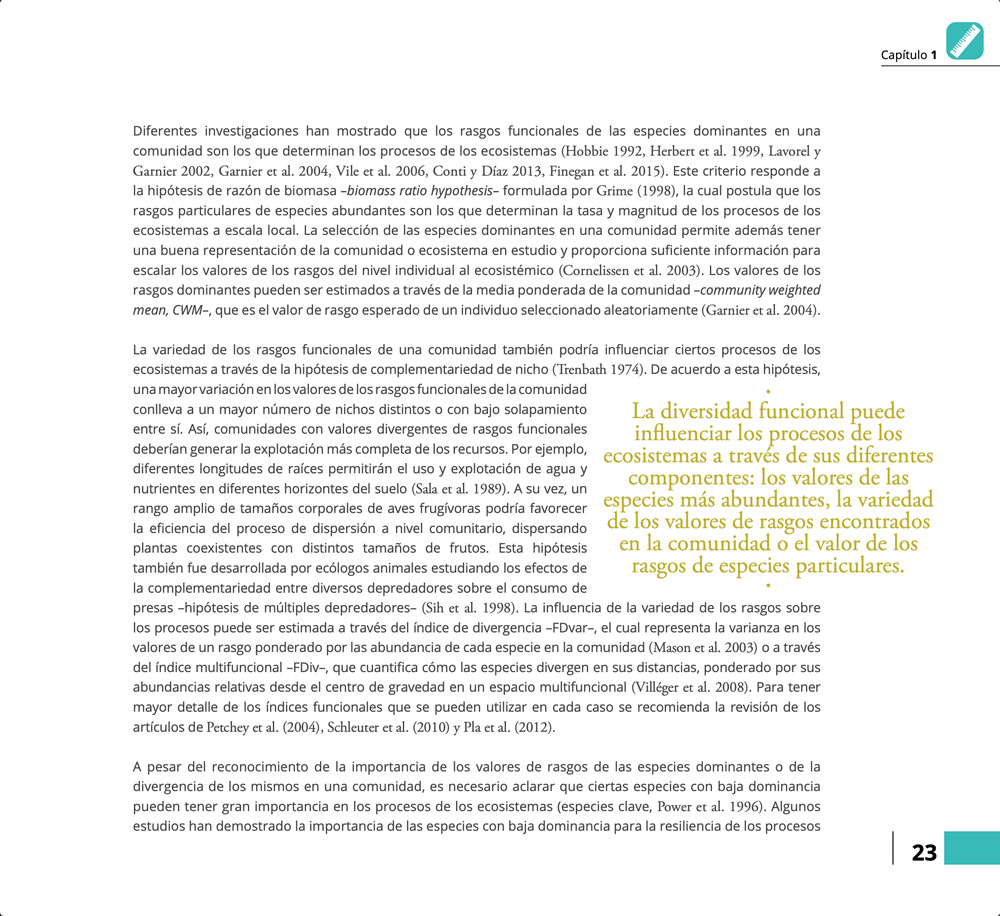 Capítulo 1
Diferentes investigaciones han mostrado que los rasgos funcionales de las especies dominantes en una
comunidad son los que determinan los procesos de los ecosistemas (Hobbie 1992, Herbert et al. 1999, Lavorel y
Garnier 2002, Garnier et al. 2004, Vile et al. 2006, Conti y Díaz 2013, Finegan et al. 2015). Este criterio responde a
la hipótesis de razón de biomasa –biomass ratio hypothesis– formulada por Grime (1998), la cual postula que los
rasgos particulares de especies abundantes son los que determinan la tasa y magnitud de los procesos de los
ecosistemas a escala local. La selección de las especies dominantes en una comunidad permite además tener
una buena representación de la comunidad o ecosistema en estudio y proporciona suficiente información para
escalar los valores de los rasgos del nivel individual al ecosistémico (Cornelissen et al. 2003). Los valores de los
rasgos dominantes pueden ser estimados a través de la media ponderada de la comunidad –community weighted
mean, CWM–, que es el valor de rasgo esperado de un individuo seleccionado aleatoriamente (Garnier et al. 2004).
La variedad de los rasgos funcionales de una comunidad también podría influenciar ciertos procesos de los
ecosistemas a través de la hipótesis de complementariedad de nicho (Trenbath 1974). De acuerdo a esta hipótesis,
una mayor variación en los valores de los rasgos funcionales de la comunidad
conlleva a un mayor número de nichos distintos o con bajo solapamiento
entre sí. Así, comunidades con valores divergentes de rasgos funcionales
deberían generar la explotación más completa de los recursos. Por ejemplo,
diferentes longitudes de raíces permitirán el uso y explotación de agua y
nutrientes en diferentes horizontes del suelo (Sala et al. 1989). A su vez, un
rango amplio de tamaños corporales de aves frugívoras podría favorecer
la eficiencia del proceso de dispersión a nivel comunitario, dispersando
plantas coexistentes con distintos tamaños de frutos. Esta hipótesis
también fue desarrollada por ecólogos animales estudiando los efectos de
la complementariedad entre diversos depredadores sobre el consumo de
presas –hipótesis de múltiples depredadores– (Sih et al. 1998). La influencia de la variedad de los rasgos sobre
los procesos puede ser estimada a través del índice de divergencia –FDvar–, el cual representa la varianza en los
valores de un rasgo ponderado por las abundancia de cada especie en la comunidad (Mason et al. 2003) o a través
del índice multifuncional –FDiv–, que cuantifica cómo las especies divergen en sus distancias, ponderado por sus
abundancias relativas desde el centro de gravedad en un espacio multifuncional (Villéger et al. 2008). Para tener
mayor detalle de los índices funcionales que se pueden utilizar en cada caso se recomienda la revisión de los
artículos de Petchey et al. (2004), Schleuter et al. (2010) y Pla et al. (2012).
La diversidad funcional puede
influenciar los procesos de los
ecosistemas a través de sus diferentes
componentes: los valores de las
especies más abundantes, la variedad
de los valores de rasgos encontrados
en la comunidad o el valor de los
rasgos de especies particulares.
A pesar del reconocimiento de la importancia de los valores de rasgos de las especies dominantes o de la
divergencia de los mismos en una comunidad, es necesario aclarar que ciertas especies con baja dominancia
pueden tener gran importancia en los procesos de los ecosistemas (especies clave, Power et al. 1996). Algunos
estudios han demostrado la importancia de las especies con baja dominancia para la resiliencia de los procesos
23